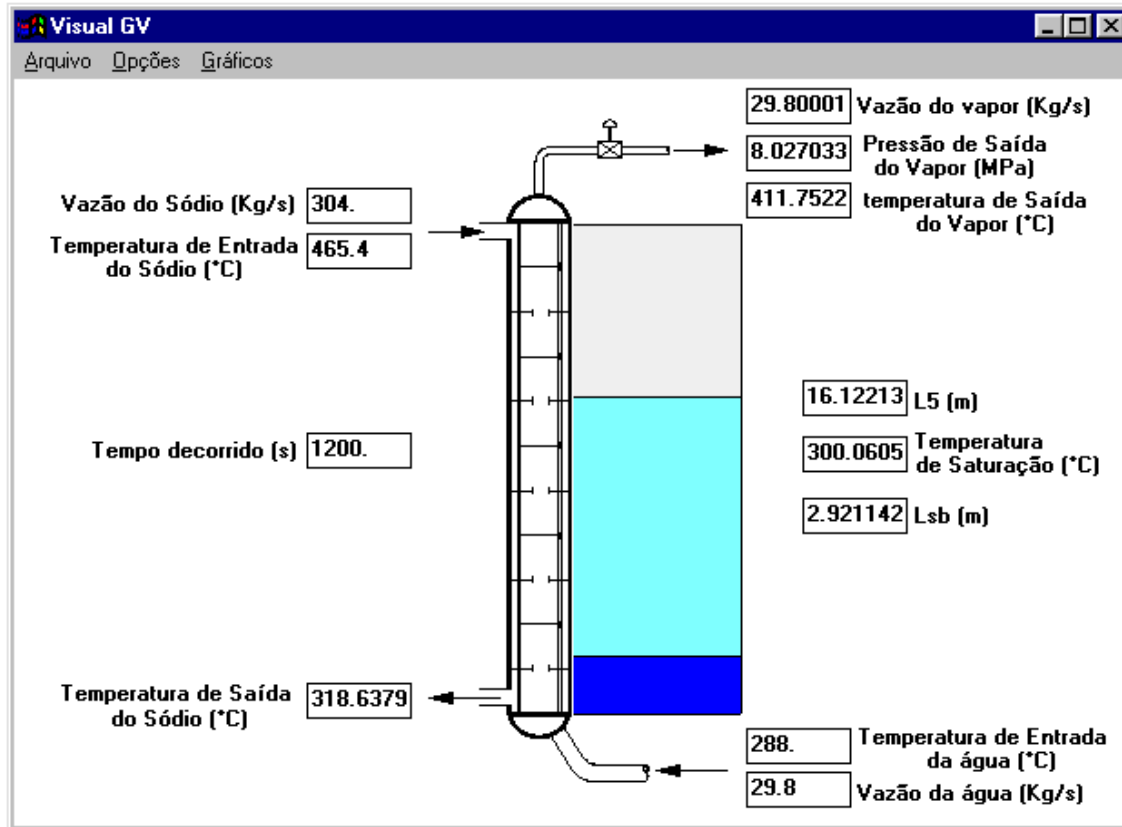 Visual GV
Arquivo Opções Gráficos
29.80001 Vazão do vapor (Kg/s)
8.027033 Pressão de Saída
do Vapor (MPa)
411.7522 temperatura de Saída
do Vapor (°C)
Vazão do Sódio (Kg/s) 304.
Temperatura de Entrada 465.4
do Sódio (°C)
16.12213 L5 (m)
Tempo decorrido (s) 1200.
300.0605 Temperatura
de Saturação (°C)
2.921142 Lsb (m)
Temperatura de Saída 318.6379
do Sódio (°C)
288. Temperatura de Entrada
da água (°C)
29.8 Vazão da água (Kg/s)